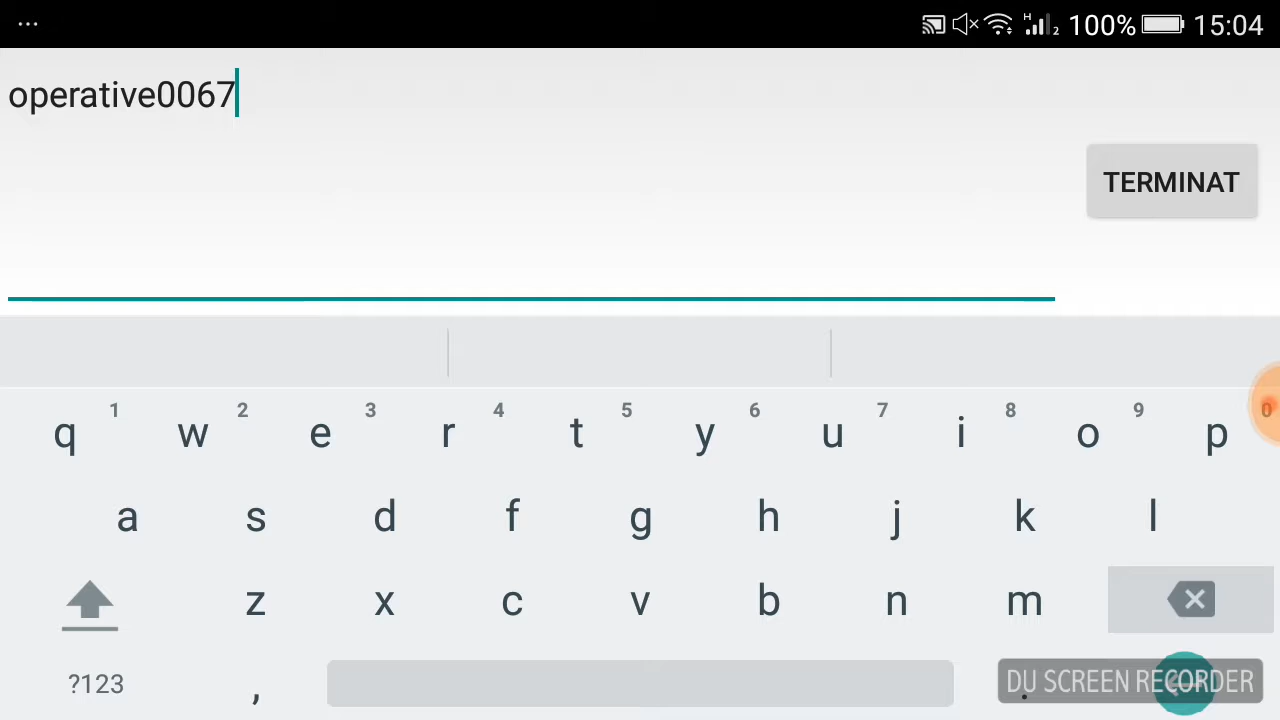 ...
H 2 100% 15:04
operative0067
TERMINAT
1 2 3 4 5 6 7 8 9 0
q w e r t y u i o p
a s d f g h j k l
z x c v b n m
?123 , .
DU SCREEN RECORDER